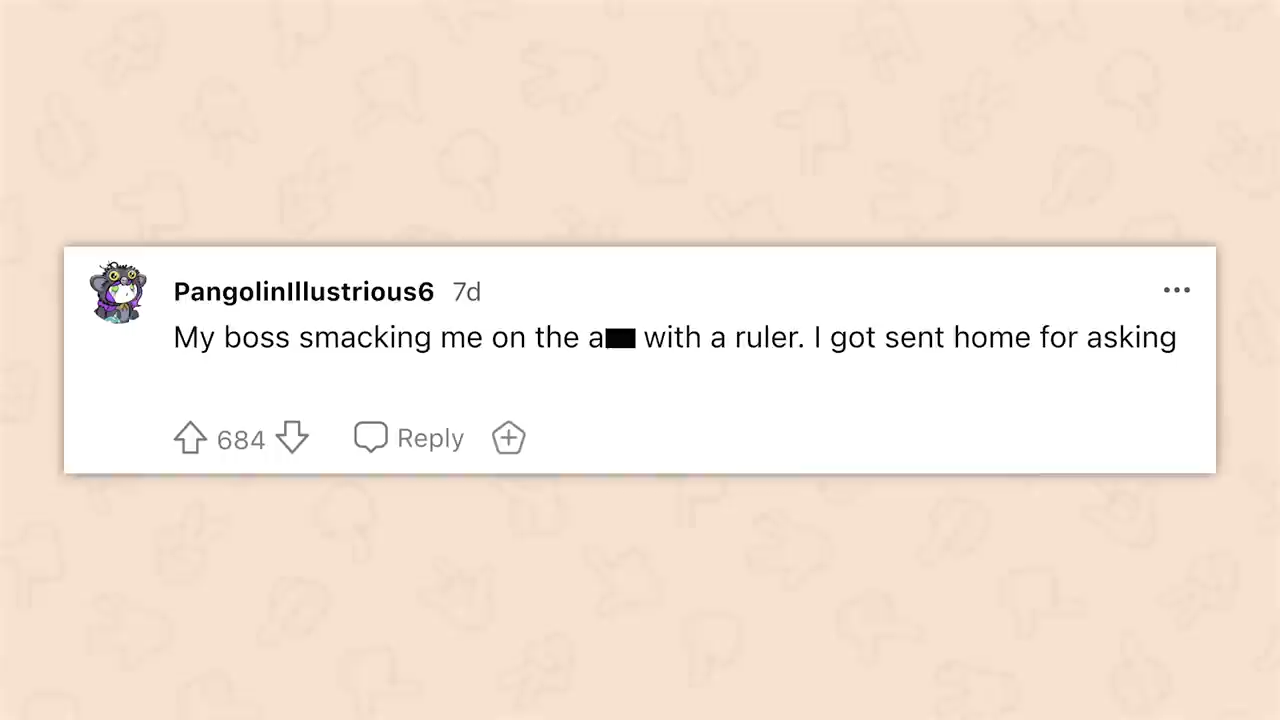 PangolinIllustrious6 7d
My boss smacking me on the a with a ruler. I got sent home for asking
684 Reply